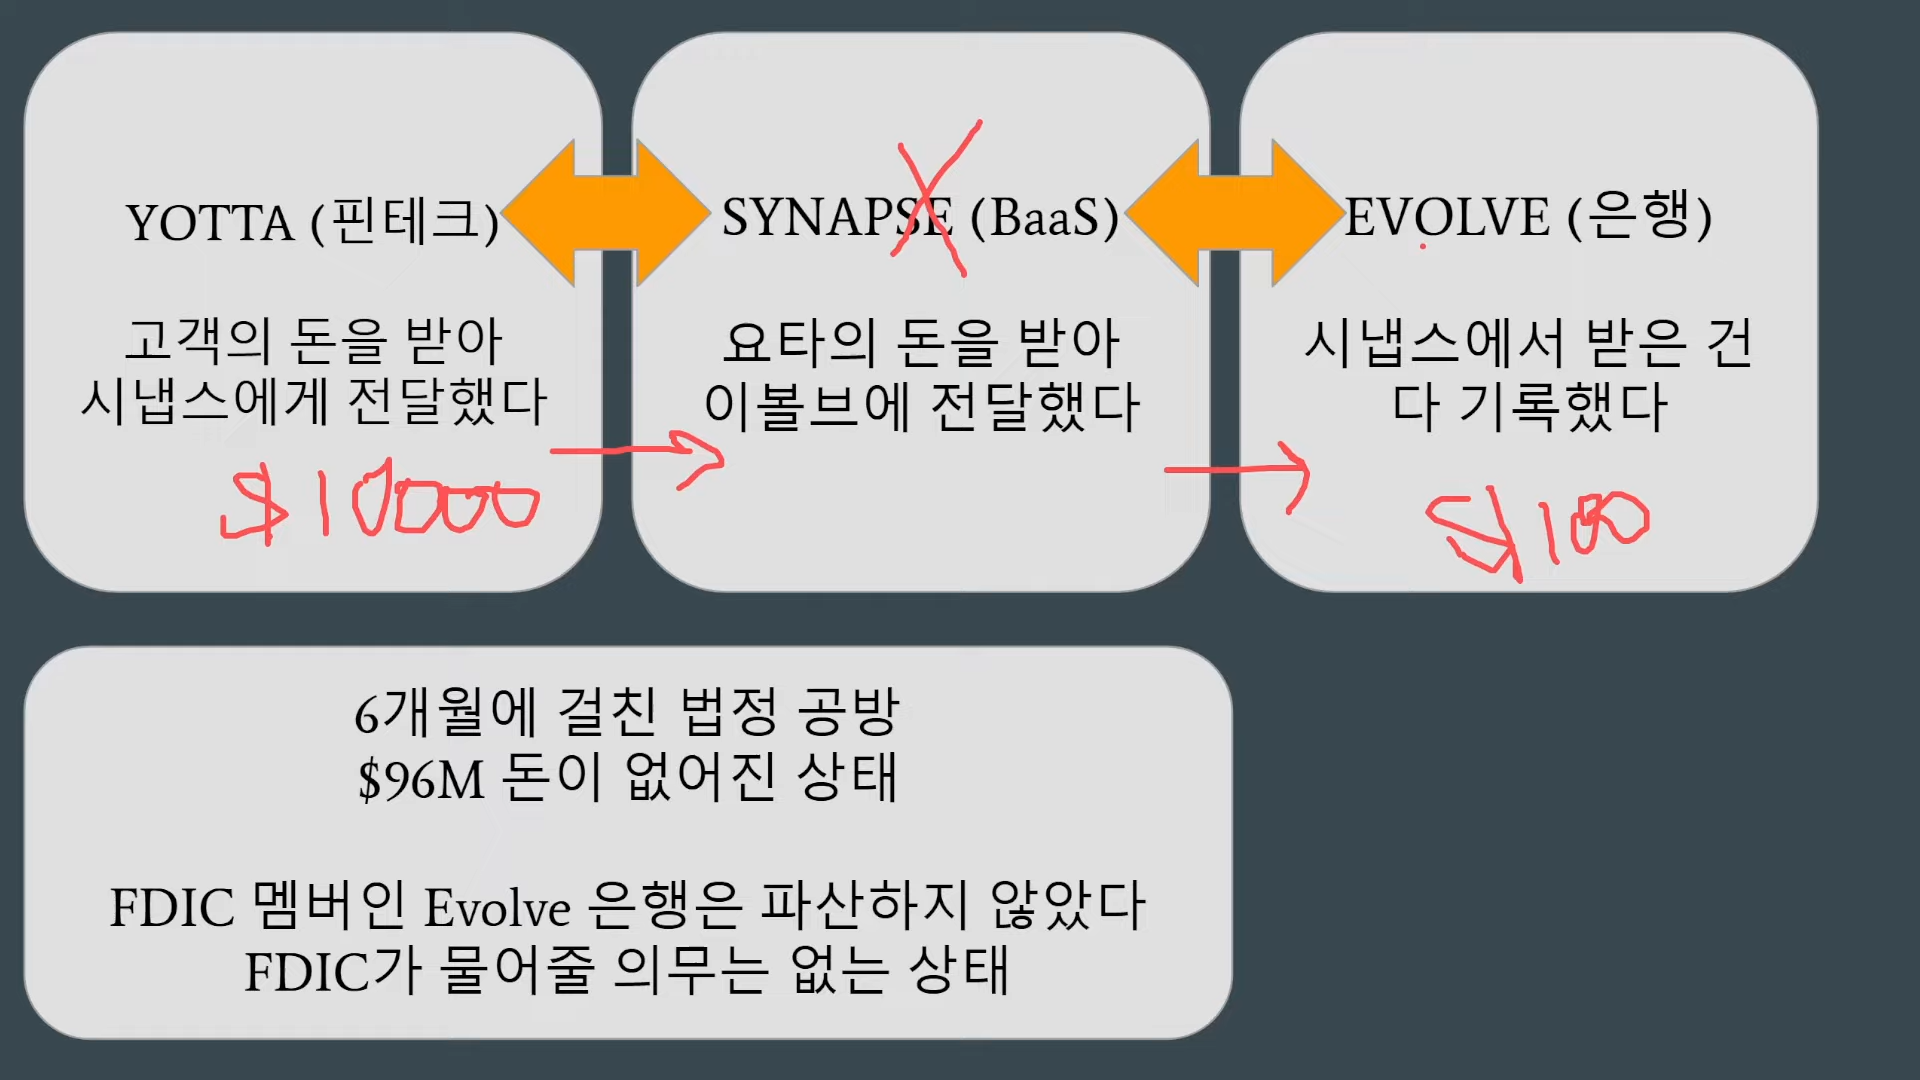 YOTTA (핀테크)
고객의 돈을 받아
시냅스에게 전달했다
$10000
SYNAPSE (BaaS)
요타의 돈을 받아
이볼브에 전달했다
EVOLVE (은행)
시냅스에서 받은 건
다 기록했다
$100
6개월에 걸친 법정 공방
$96M 돈이 없어진 상태
FDIC 멤버인 Evolve 은행은 파산하지 않았다
FDIC가 물어줄 의무는 없는 상태